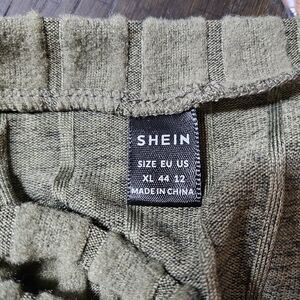 SHEIN
SIZE EU US
XL 44 12
MADE IN CHINA